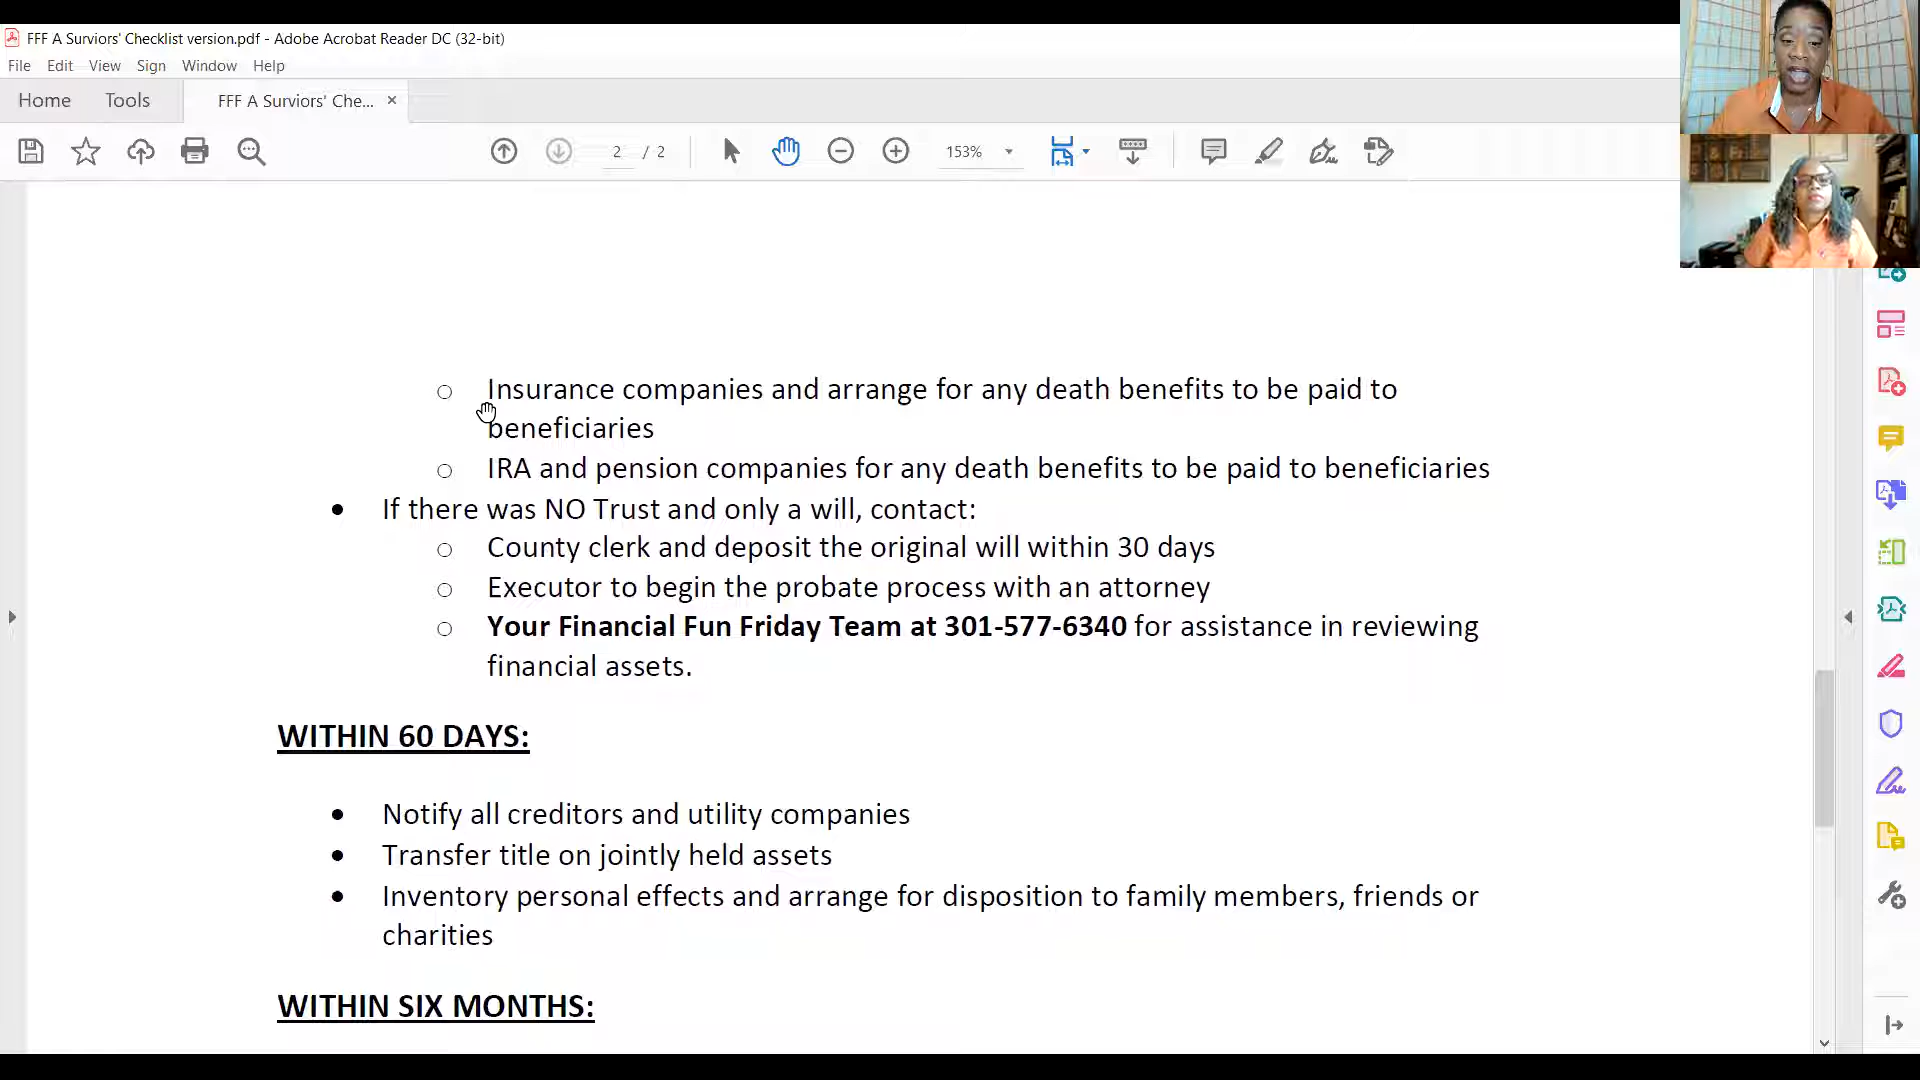 FFF A Surviors' Checklist version.pdf - Adobe Acrobat Reader DC (32-bit)
File Edit View Sign Window Help
Home Tools FFF A Surviors' Che... ×
2 / 2 153%
o Insurance companies and arrange for any death benefits to be paid to
beneficiaries
o IRA and pension companies for any death benefits to be paid to beneficiaries
• If there was NO Trust and only a will, contact:
o County clerk and deposit the original will within 30 days
o Executor to begin the probate process with an attorney
o Your Financial Fun Friday Team at 301-577-6340 for assistance in reviewing
financial assets.
WITHIN 60 DAYS:
• Notify all creditors and utility companies
• Transfer title on jointly held assets
• Inventory personal effects and arrange for disposition to family members, friends or
charities
WITHIN SIX MONTHS: